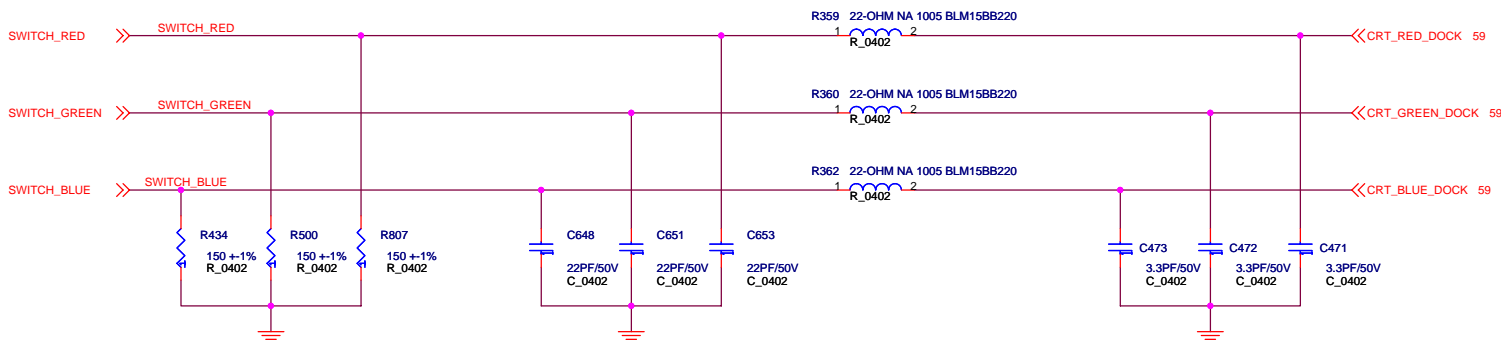 R359 22-OHM NA 1005 BLM15BB220
SWITCH_RED SWITCH_RED 1 2 CRT_RED_DOCK 59
R_0402
R360 22-OHM NA 1005 BLM15BB220
SWITCH_GREEN SWITCH_GREEN 1 2 CRT_GREEN_DOCK 59
R_0402
R362 22-OHM NA 1005 BLM15BB220
SWITCH_BLUE SWITCH_BLUE 1 2 CRT_BLUE_DOCK 59
R_0402
R434 R500 R807 C648 C651 C653
C473 C472 C471
150 +-1% 150 +-1% 150 +-1%
22PF/50V 22PF/50V 22PF/50V 3.3PF/50V 3.3PF/50V 3.3PF/50V
R_0402 R_0402 R_0402
C_0402 C_0402 C_0402 C_0402 C_0402 C_0402